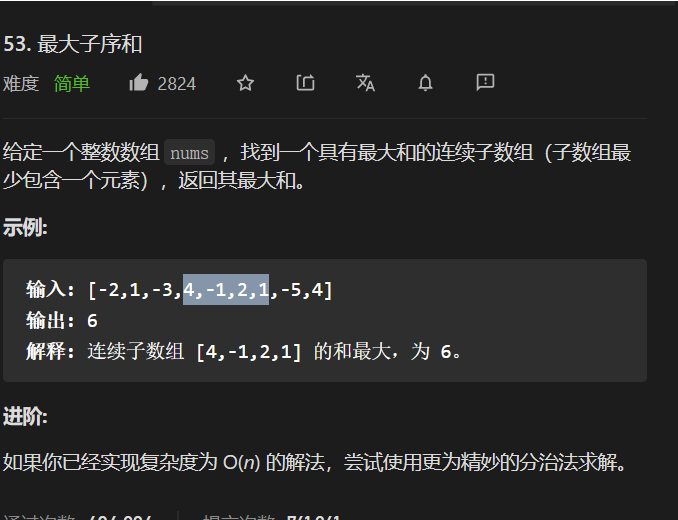 53. 最大子序和
难度 简单 2824
给定一个整数数组 nums ，找到一个具有最大和的连续子数组（子数组最
少包含一个元素），返回其最大和。
示例:
输入: [-2,1,-3,4,-1,2,1,-5,4]
输出: 6
解释: 连续子数组 [4,-1,2,1] 的和最大，为 6。
进阶:
如果你已经实现复杂度为 O(n) 的解法，尝试使用更为精妙的分治法求解。